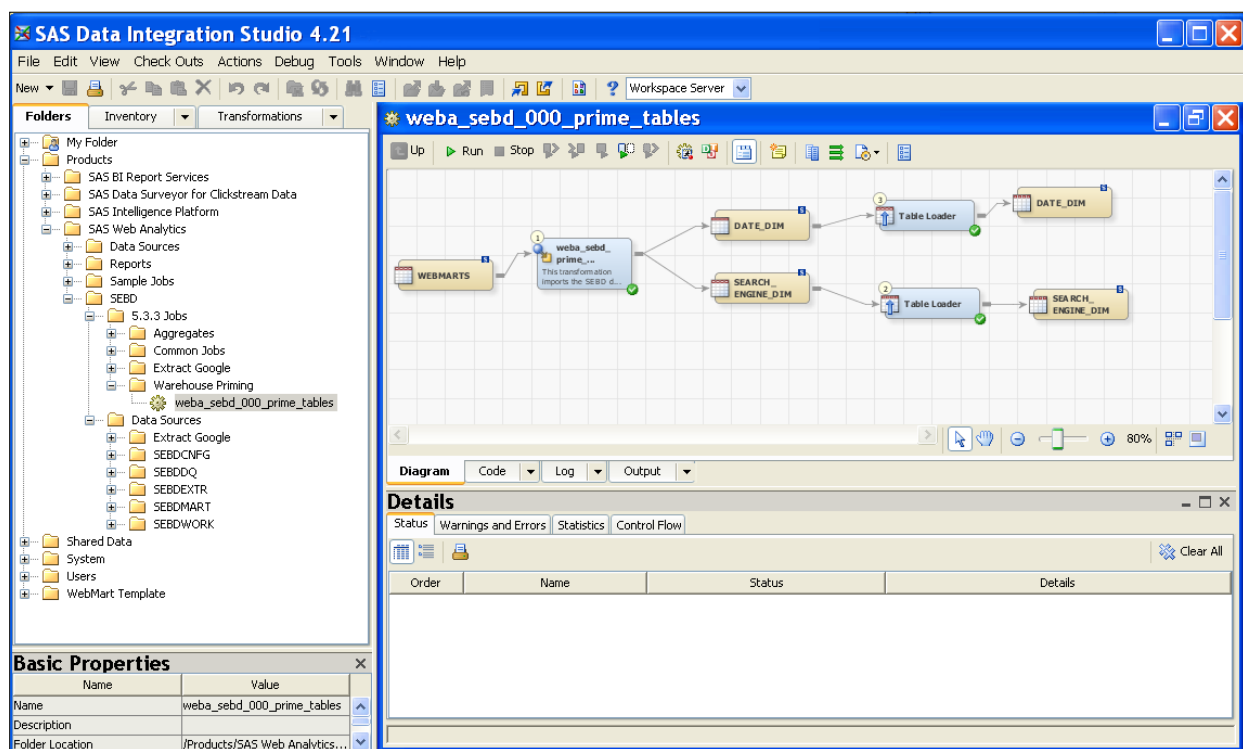 SAS Data Integration Studio 4.21
File Edit View Check Outs Actions Debug Tools Window Help
New Workspace Server
Folders Inventory Transformations
My Folder
Products
SAS BI Report Services
SAS Data Surveyor for Clickstream Data
SAS Intelligence Platform
SAS Web Analytics
Data Sources
Reports
Sample Jobs
SEBD
5.3.3 Jobs
Aggregates
Common Jobs
Extract Google
Warehouse Priming
weba_sebd_000_prime_tables
Data Sources
Extract Google
SEBDCNFG
SEBDDQ
SEBDEXTR
SEBDMART
SEBDWORK
Shared Data
System
Users
WebMart Template
Basic Properties
Name Value
Name weba_sebd_000_prime_tables
Description
Folder Location /Products/SAS Web Analytics...
weba_sebd_000_prime_tables
Up Run Stop
WEBMARTS
1
weba_sebd_
prime_...
This transformation
imports the SEBD d...
DATE_DIM
SEARCH_
ENGINE_DIM
3
Table Loader
DATE_DIM
2
Table Loader
SEARCH_
ENGINE_DIM
80%
Diagram Code Log Output
Details
Status Warnings and Errors Statistics Control Flow
Clear All
Order Name Status Details